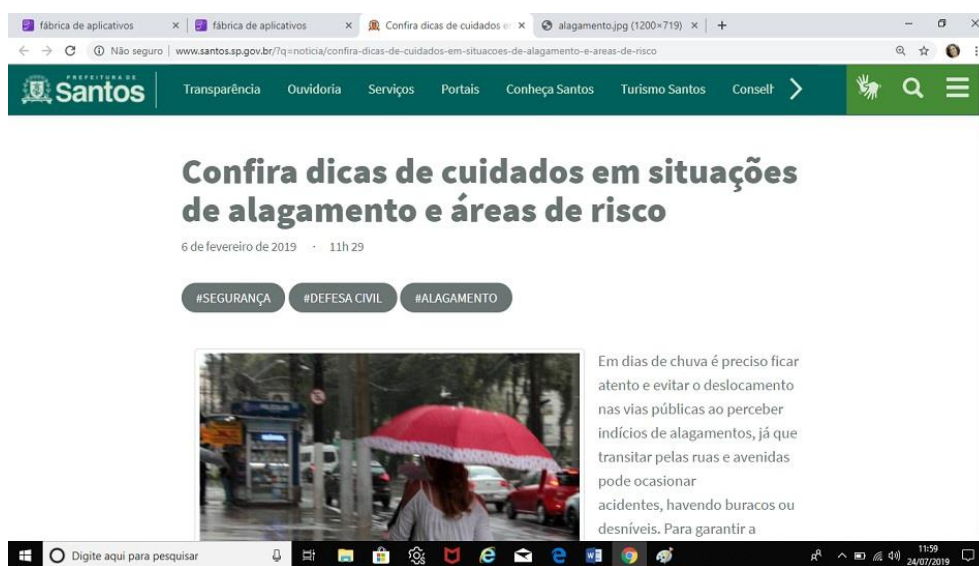 fábrica de aplicativos
fábrica de aplicativos
Confira dicas de cuidados e
alagamento.jpg (1200×719)
Não seguro | www.santos.sp.gov.br/?q=noticia/confira-dicas-de-cuidados-em-situacoes-de-alagamento-e-areas-de-risco
PREFEITURA DE
Santos
Transparência Ouvidoria Serviços Portais Conheça Santos Turismo Santos Conselh
Confira dicas de cuidados em situações
de alagamento e áreas de risco
6 de fevereiro de 2019 · 11h 29
#SEGURANÇA #DEFESA CIVIL #ALAGAMENTO
Em dias de chuva é preciso ficar
atento e evitar o deslocamento
nas vias públicas ao perceber
indícios de alagamentos, já que
transitar pelas ruas e avenidas
pode ocasionar
acidentes, havendo buracos ou
desníveis. Para garantir a
Digite aqui para pesquisar
11:59
24/07/2019